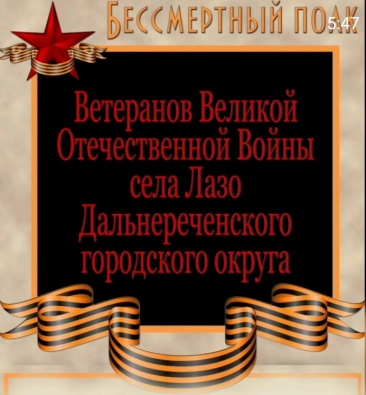 Бессмертный полк
5:47
Ветеранов Великой
Отечественной Войны
села Лазо
Дальнереченского
городского округа